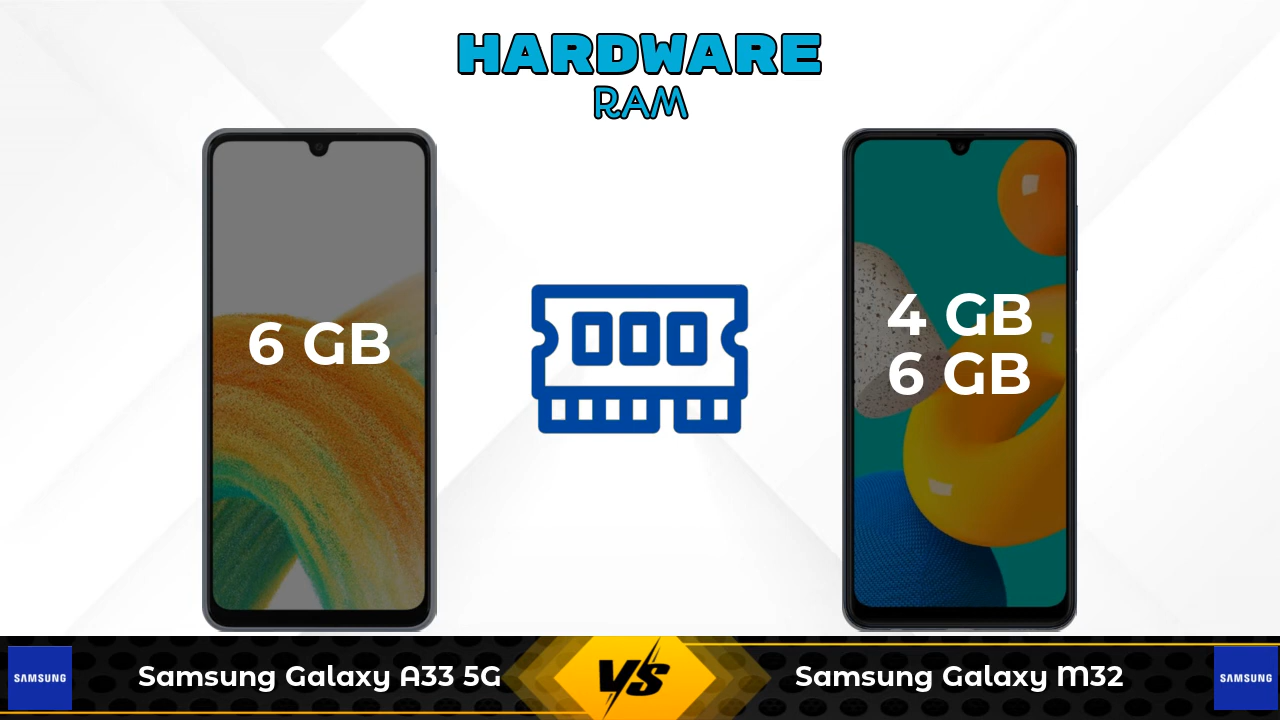 HARDWARE
RAM
6 GB
4 GB
6 GB
SAMSUNG
Samsung Galaxy A33 5G
VS
Samsung Galaxy M32
SAMSUNG